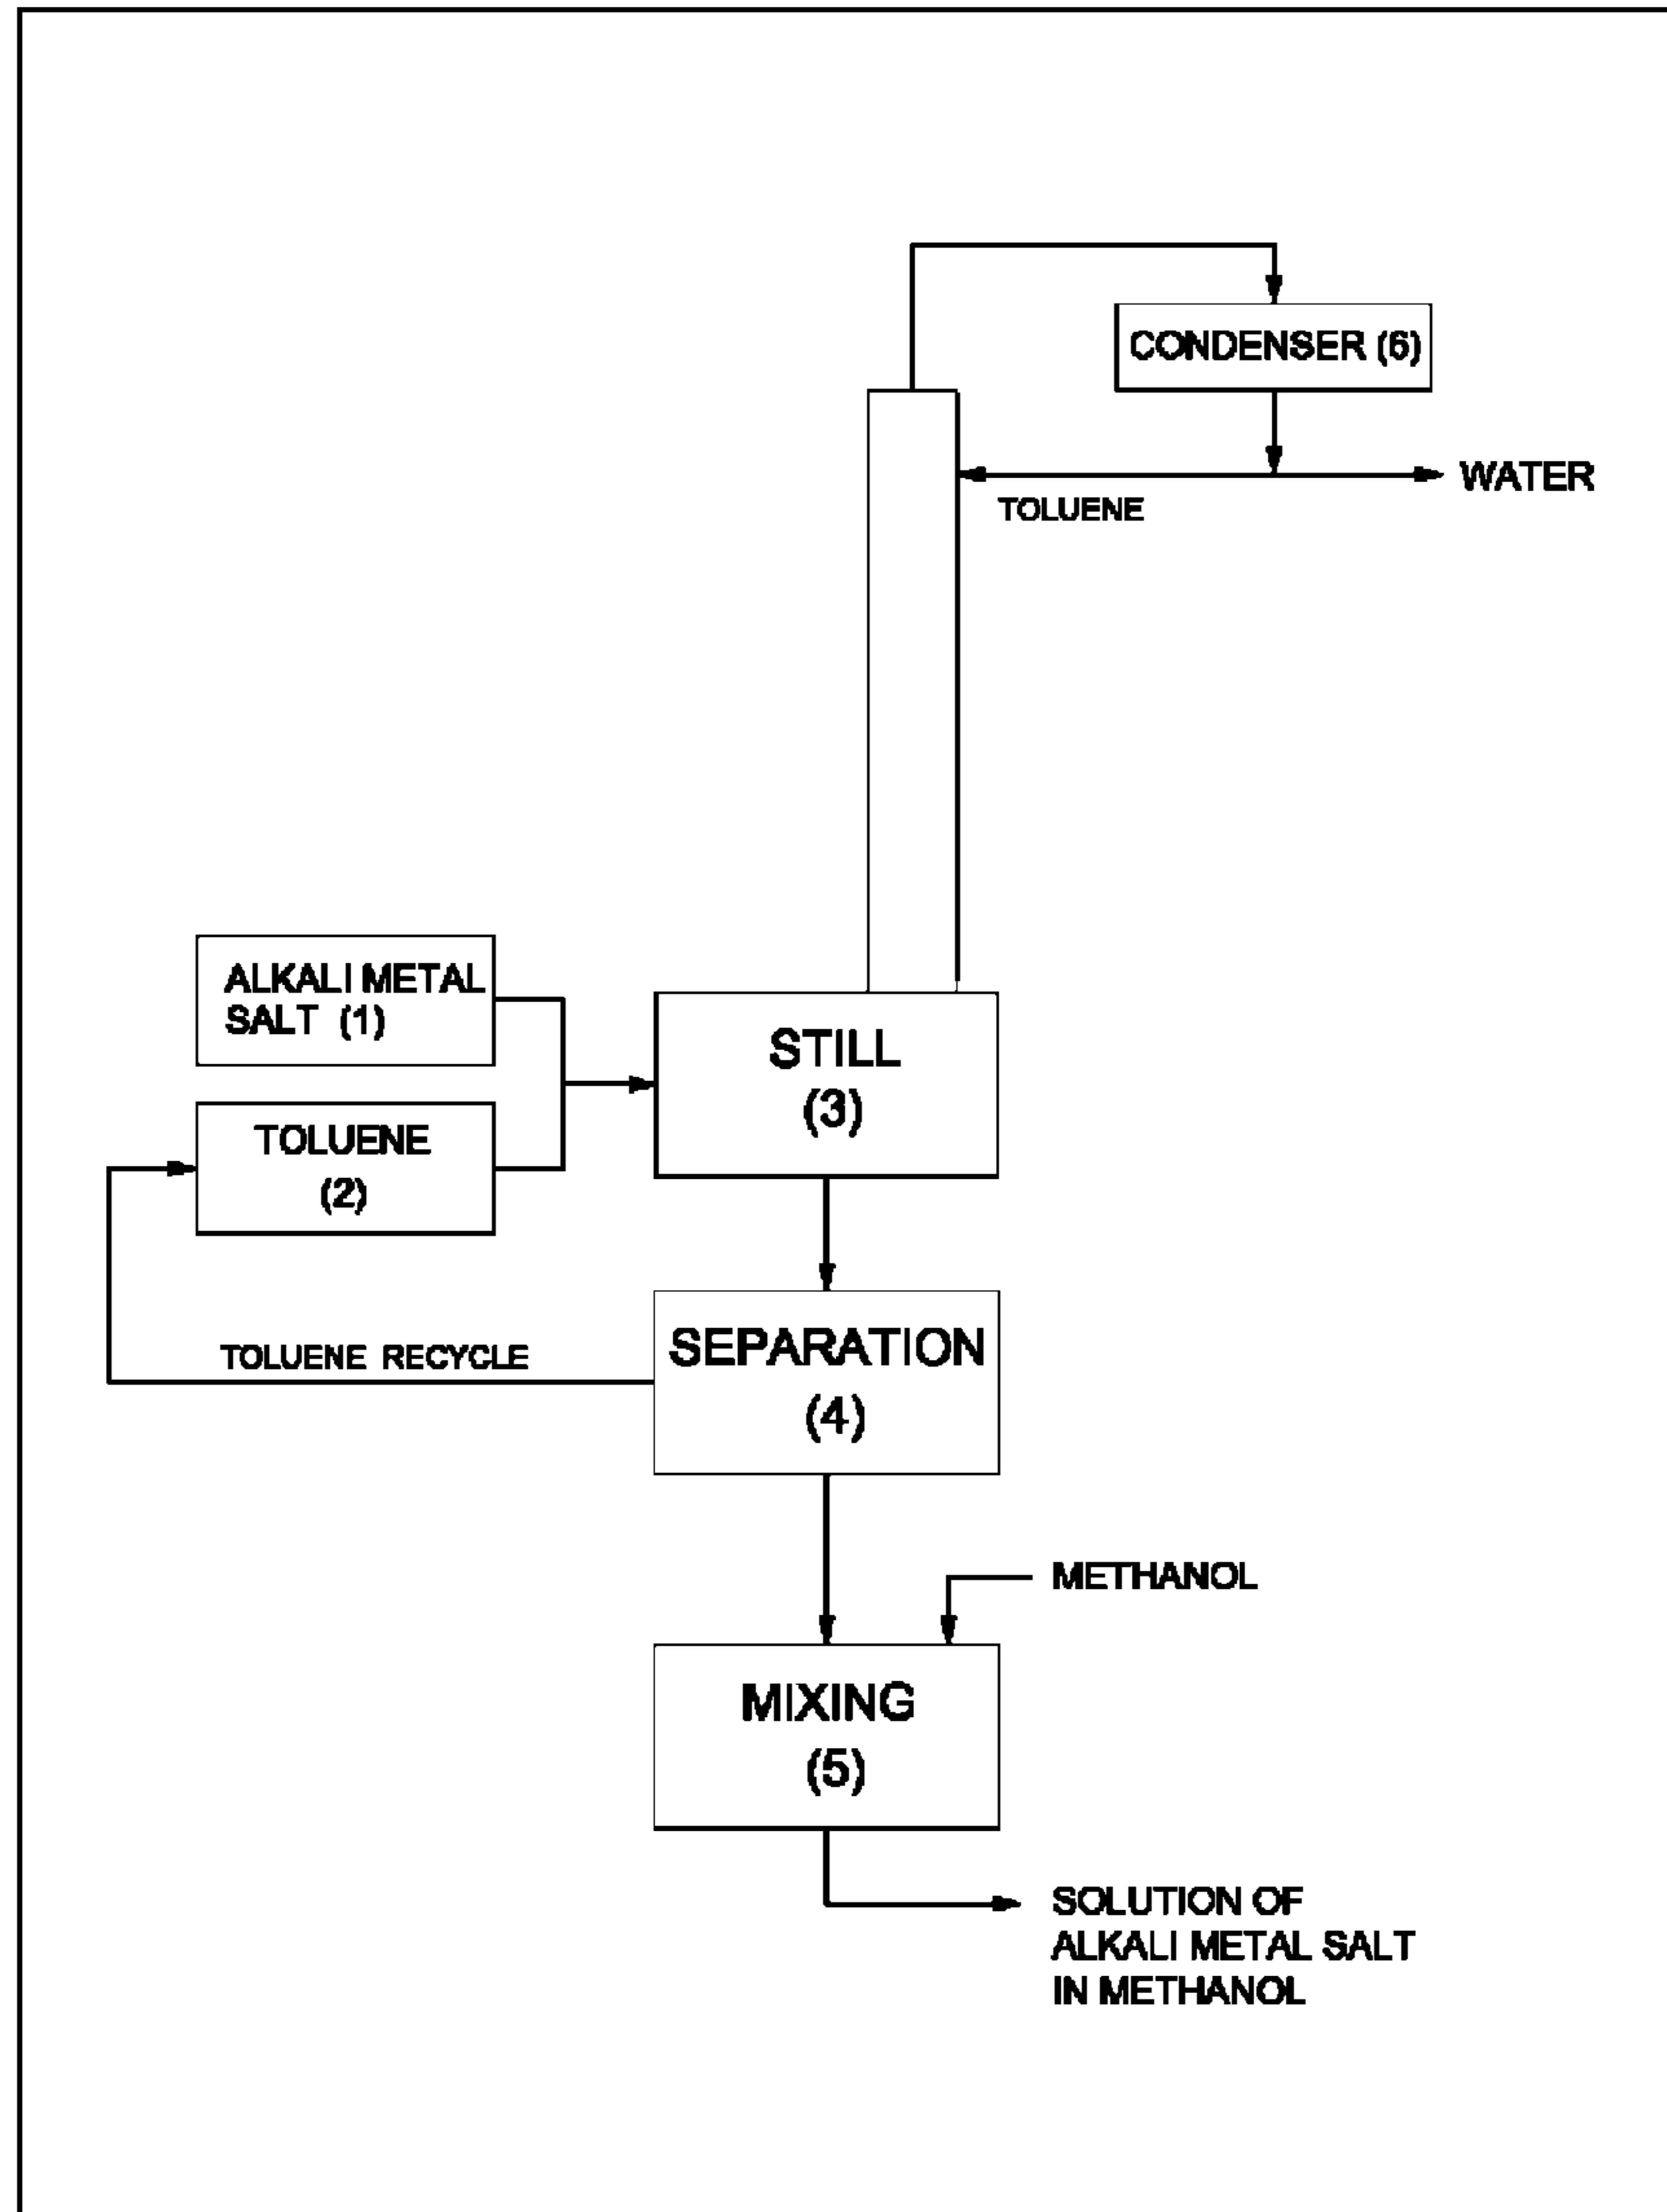 CONDENSER (6)
WATER
TOLUENE
ALKALI METAL
SALT (1)
STILL
(3)
TOLUENE
(2)
SEPARATION
(4)
TOLUENE RECYCLE
METHANOL
MIXING
(5)
SOLUTION OF
ALKALI METAL SALT
IN METHANOL